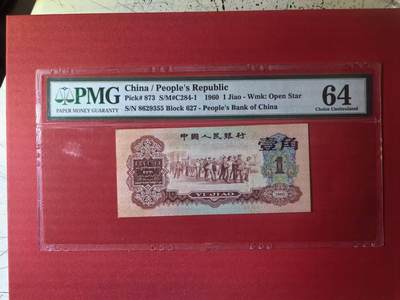 PMG
PAPER MONEY GUARANTY
China / People's Republic
Pick# 873 S/M#C284-1 1960 1 Jiao - Wmk: Open Star
S/N 8629355 Block 627 - People's Bank of China
64
Choice Uncirculated
中国人民银行
壹角
1
YI JIAO